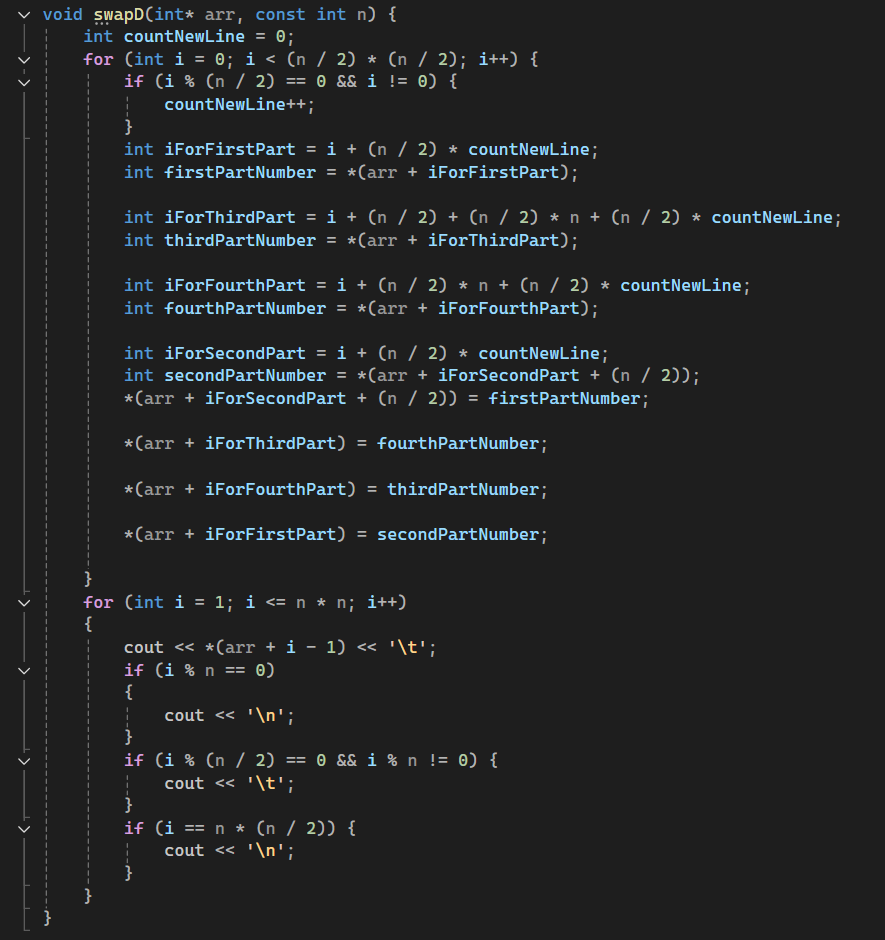 void swapD(int* arr, const int n) {
    int countNewLine = 0;
    for (int i = 0; i < (n / 2) * (n / 2); i++) {
        if (i % (n / 2) == 0 && i != 0) {
            countNewLine++;
        }
        int iForFirstPart = i + (n / 2) * countNewLine;
        int firstPartNumber = *(arr + iForFirstPart);

        int iForThirdPart = i + (n / 2) + (n / 2) * n + (n / 2) * countNewLine;
        int thirdPartNumber = *(arr + iForThirdPart);

        int iForFourthPart = i + (n / 2) * n + (n / 2) * countNewLine;
        int fourthPartNumber = *(arr + iForFourthPart);

        int iForSecondPart = i + (n / 2) * countNewLine;
        int secondPartNumber = *(arr + iForSecondPart + (n / 2));
        *(arr + iForSecondPart + (n / 2)) = firstPartNumber;

        *(arr + iForThirdPart) = fourthPartNumber;

        *(arr + iForFourthPart) = thirdPartNumber;

        *(arr + iForFirstPart) = secondPartNumber;

    }
    for (int i = 1; i <= n * n; i++)
    {
        cout << *(arr + i - 1) << '\t';
        if (i % n == 0)
        {
            cout << '\n';
        }
        if (i % (n / 2) == 0 && i % n != 0) {
            cout << '\t';
        }
        if (i == n * (n / 2)) {
            cout << '\n';
        }
    }
}